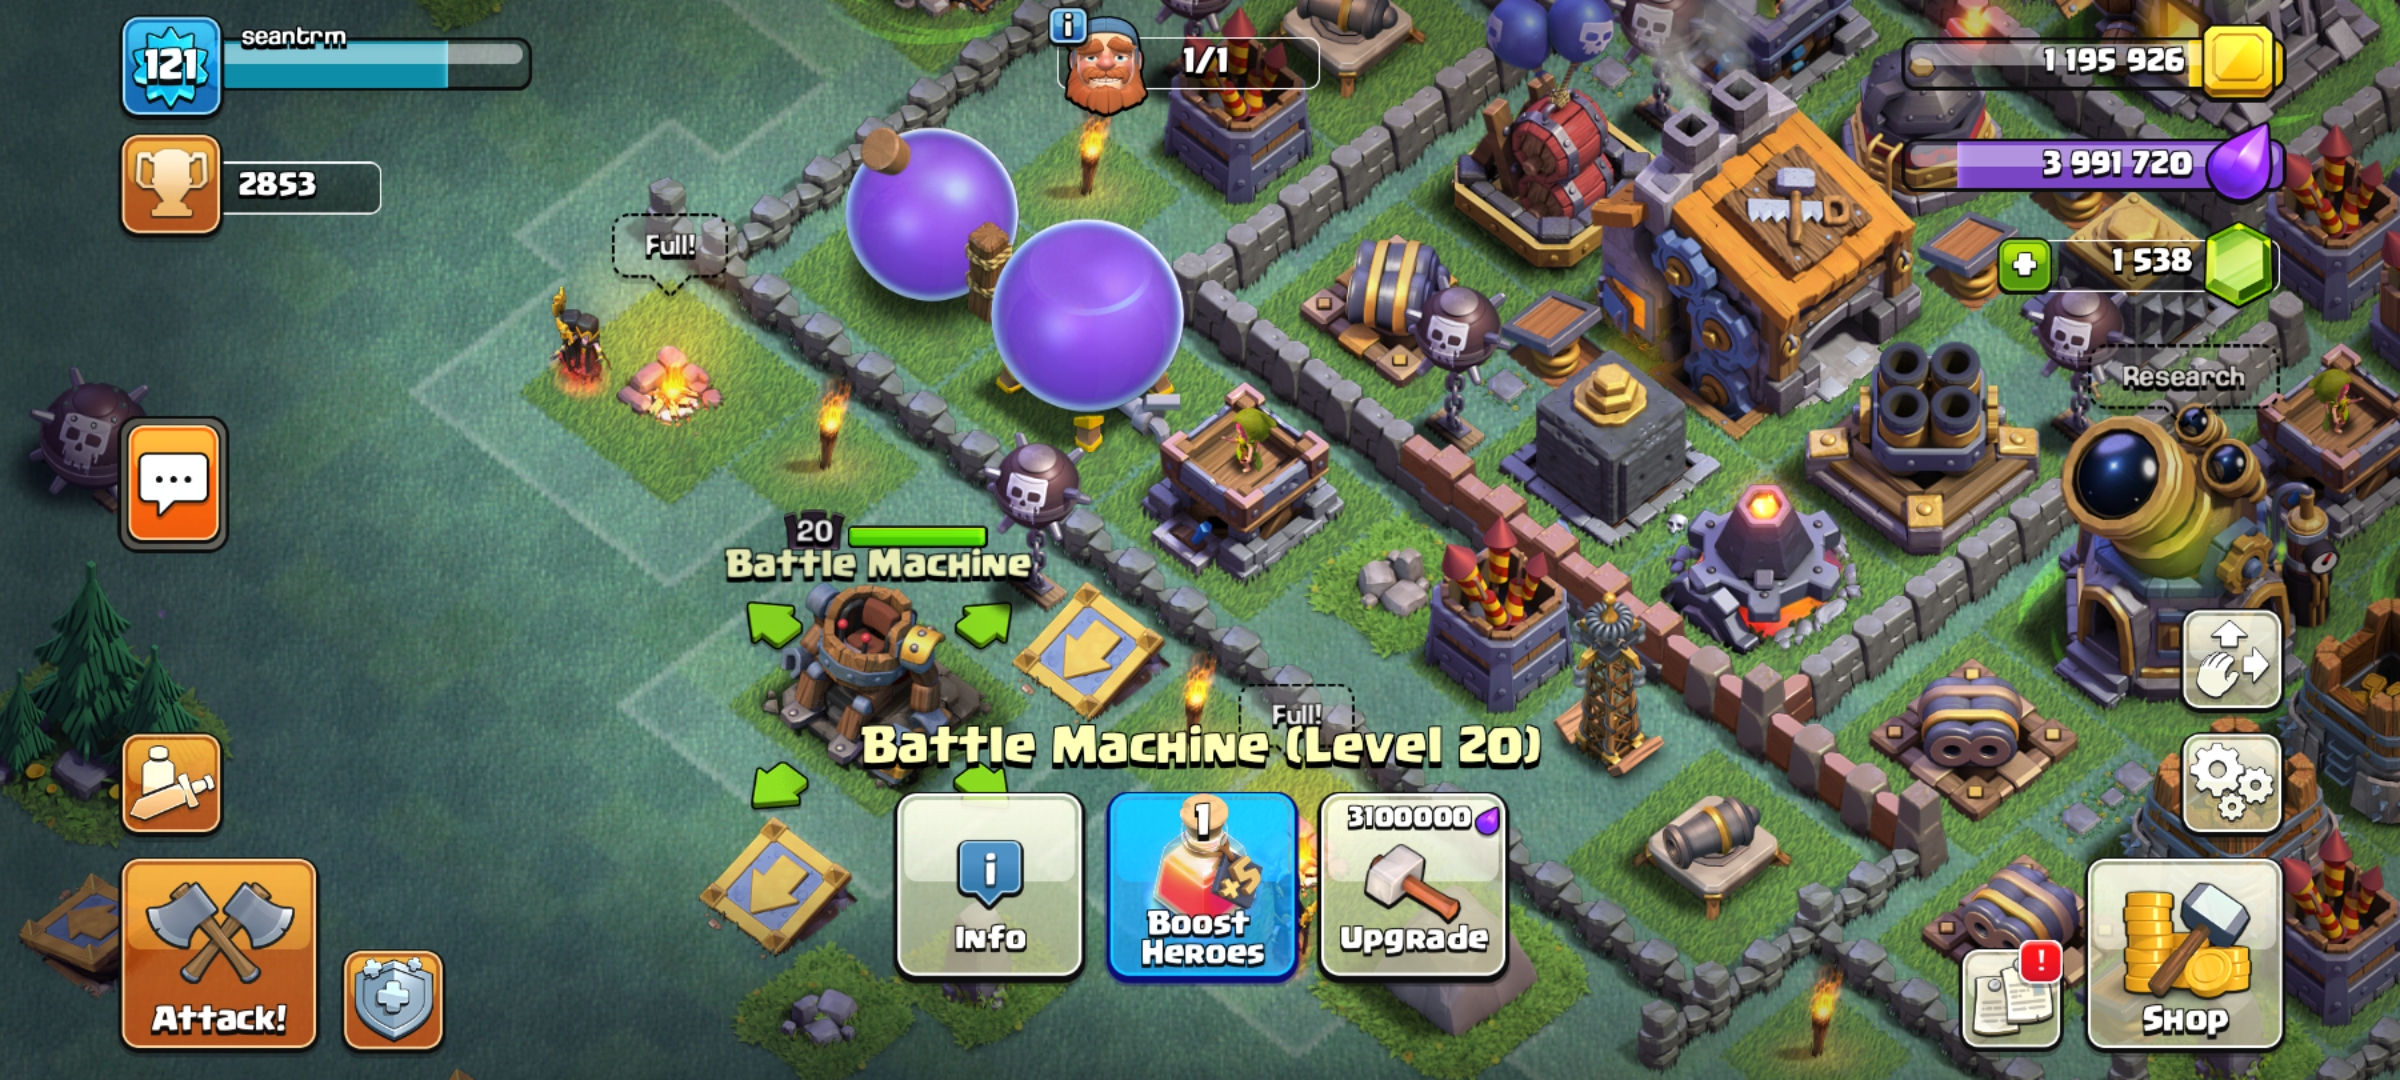 121
seantrm
1/1
1 195 926
2853
3 991 720
Full!
1 538
Research
20
Battle Machine
Full!
Battle Machine (Level 20)
Info
1
x5
Boost
Heroes
3100000
Upgrade
Attack!
!
Shop